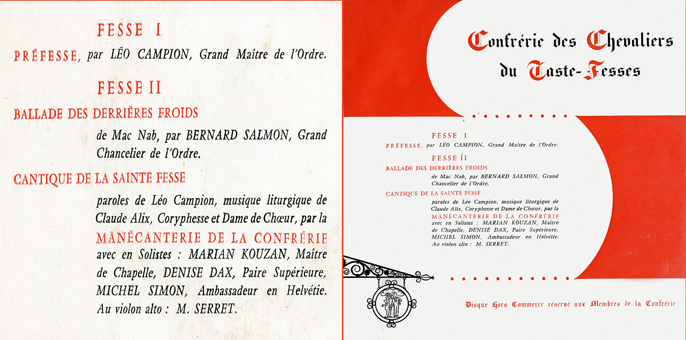 FESSE I
PRÉFESSE, par LÉO CAMPION, Grand Maître de l'Ordre.
FESSE II
BALLADE DES DERRIÈRES FROIDS
de Mac Nab, par BERNARD SALMON, Grand
Chancelier de l'Ordre.
CANTIQUE DE LA SAINTE FESSE
paroles de Léo Campion, musique liturgique de
Claude Alix, Coryphesse et Dame de Chœur, par la
MANÉCANTERIE DE LA CONFRÉRIE
avec en Solistes : MARIAN KOUZAN, Maître
de Chapelle, DENISE DAX, Paire Supérieure,
MICHEL SIMON, Ambassadeur en Helvétie.
Au violon alto : M. SERRET.
Confrérie des Chevaliers
du Taste-Fesses
FESSE I
PRÉFESSE, par LÉO CAMPION, Grand Maître de l'Ordre.
FESSE II
BALLADE DES DERRIÈRES FROIDS
de Mac Nab, par BERNARD SALMON, Grand
Chancelier de l'Ordre.
CANTIQUE DE LA SAINTE FESSE
paroles de Léo Campion, musique liturgique de
Claude Alix, Coryphesse et Dame de Chœur, par la
MANÉCANTERIE DE LA CONFRÉRIE
avec en Solistes : MARIAN KOUZAN, Maître
de Chapelle, DENISE DAX, Paire Supérieure,
MICHEL SIMON, Ambassadeur en Helvétie.
Au violon alto : M. SERRET.
Disque Hors Commerce réservé aux Membres de la Confrérie